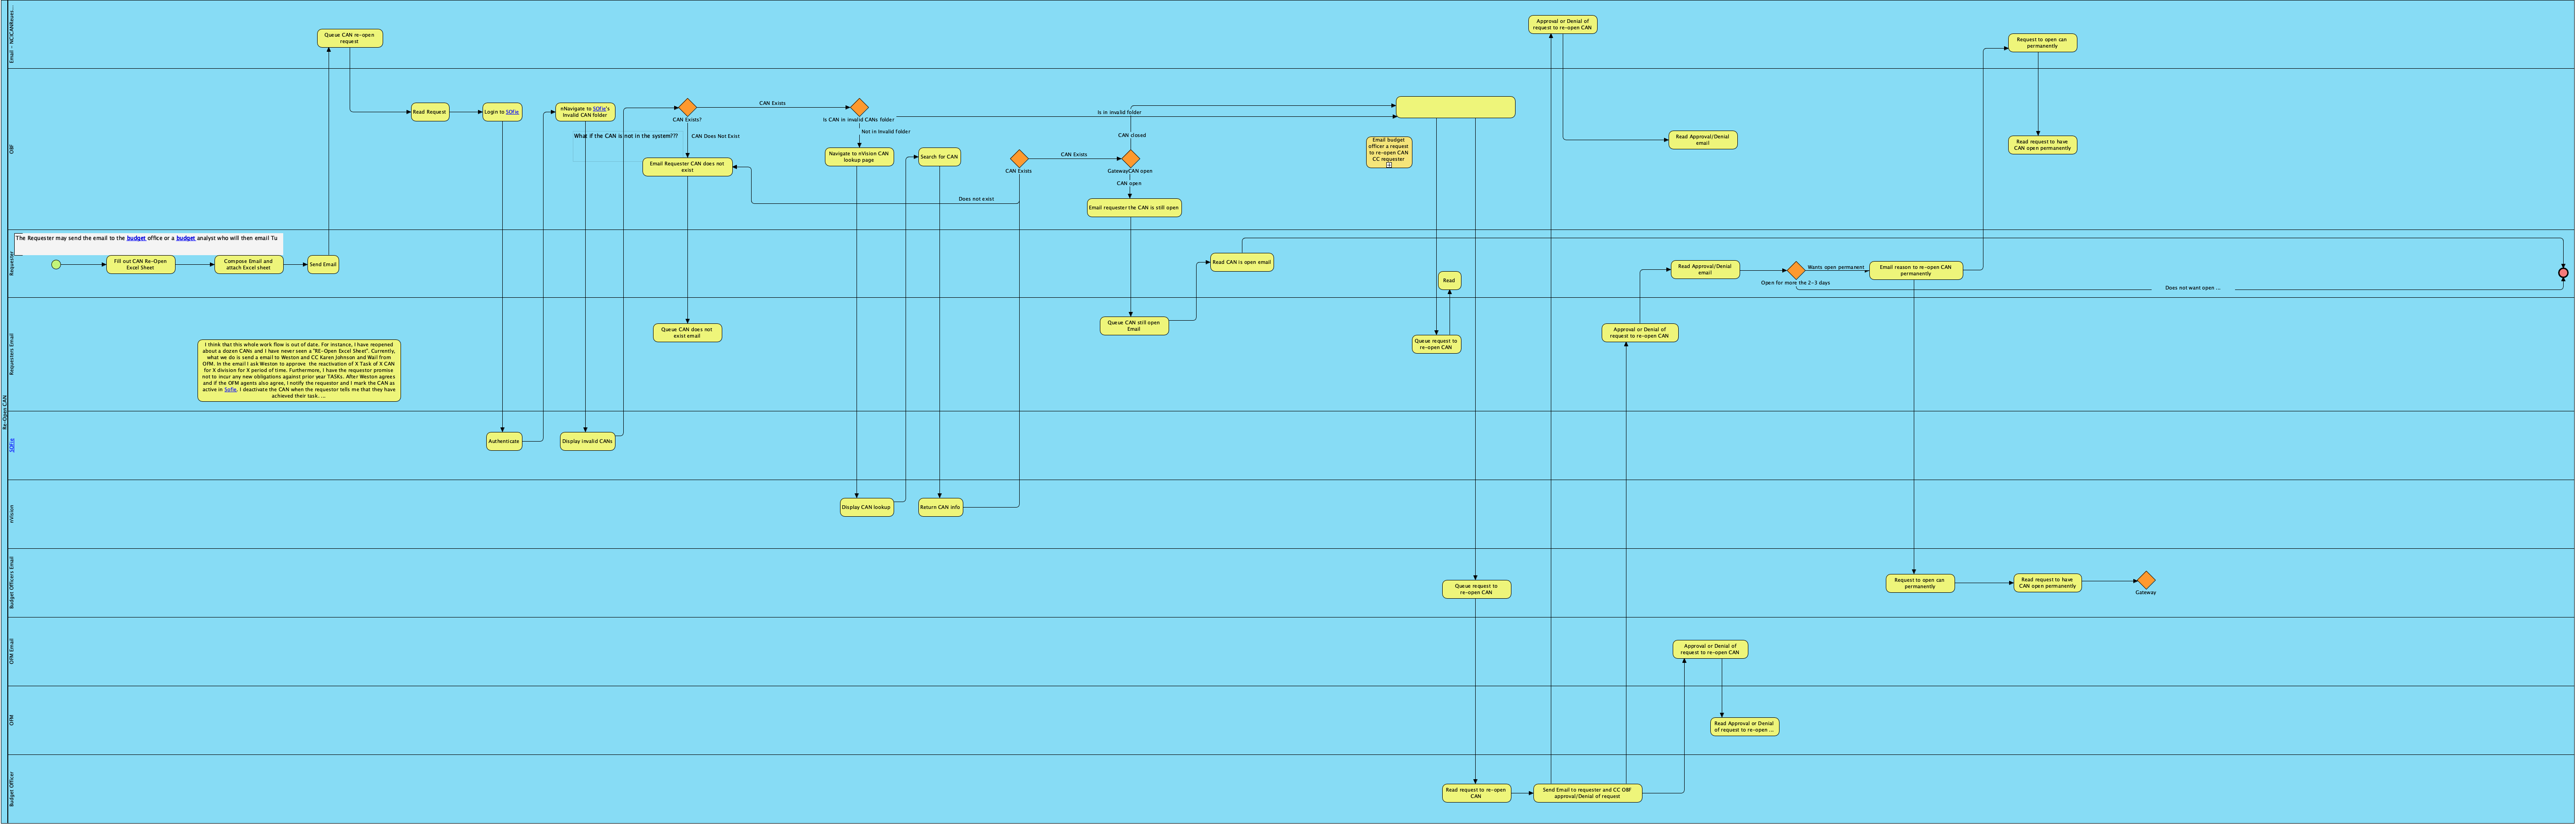 Re-Open CAN
Email - NCICANReues...
Queue CAN re-open
request
Approval or Denial of
request to re-open CAN
Request to open can
permanently
OBF
Read Request
Login to SOFie
nNavigate to SOFie's
Invalid CAN folder
CAN Exists?
CAN Exists
What if the CAN is not in the system???
CAN Does Not Exist
Email Requester CAN does not
exist
Is CAN in invalid CANs folder
Not in Invalid folder
Navigate to nVision CAN
lookup page
Search for CAN
Does not exist
CAN Exists
CAN Exists
Is in invalid folder
CAN closed
GatewayCAN open
CAN open
Email requester the CAN is still open
Email budget
officer a request
to re-open CAN
CC requester
Read Approval/Denial
email
Read request to have
CAN open permanently
Requester
The Requester may send the email to the budget office or a budget analyst who will then email Tu
Fill out CAN Re-Open
Excel Sheet
Compose Email and
attach Excel sheet
Send Email
Read CAN is open email
Read
Read Approval/Denial
email
Open for more the 2-3 days
Wants open permanent
Email reason to re-open CAN
permanently
Does not want open ...
Requesters Email
I think that this whole work flow is out of date. For instance, I have reopened
about a dozen CANs and I have never seen a "RE-Open Excel Sheet". Currently,
what we do is send a email to Weston and CC Karen Johnson and Wail from
OFM. In the email I ask Weston to aprove the reactivation of X Task of X CAN
for X division for X period of time. Furthermore, I have the requestor promise
not to incur any new obligations against prior year TASKs. After Weston agrees
and if the OFM agents also agree, I notify the requestor and I mark the CAN as
active in Sofie. I deactivate the CAN when the requestor tells me that they have
achieved their task. ...
Queue CAN does not
exist email
Queue CAN still open
Email
Queue request to
re-open CAN
Approval or Denial of
request to re-open CAN
SOFie
Authenticate
Display invalid CANs
nVision
Display CAN lookup
Return CAN info
Budget Officers Email
Queue request to
re-open CAN
Request to open can
permanently
Read request to have
CAN open permanently
Gateway
OFM Email
Approval or Denial of
request to re-open CAN
OFM
Read Approval or Denial
of request to re-open ...
Budget Officer
Read request to re-open
CAN
Send Email to requester and CC OBF
approval/Denial of request